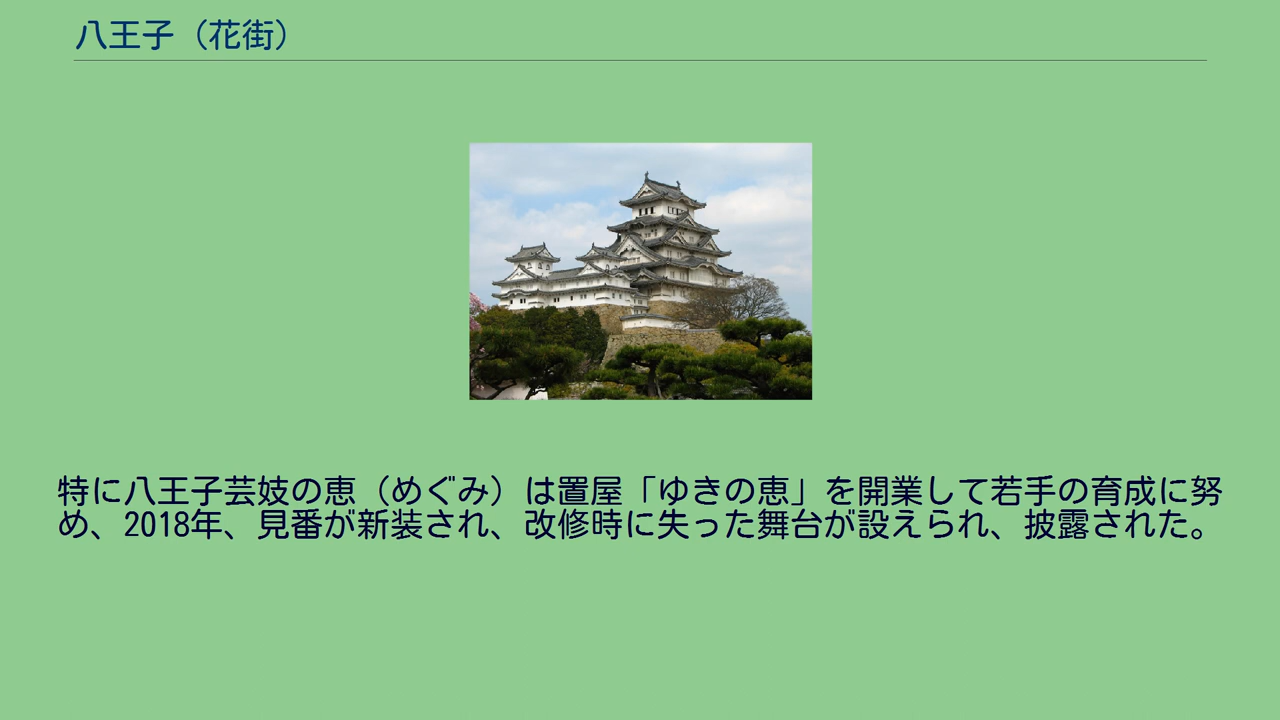 八王子（花街）
特に八王子芸妓の恵（めぐみ）は置屋「ゆきの恵」を開業して若手の育成に努
め、2018年、見番が新装され、改修時に失った舞台が設えられ、披露された。